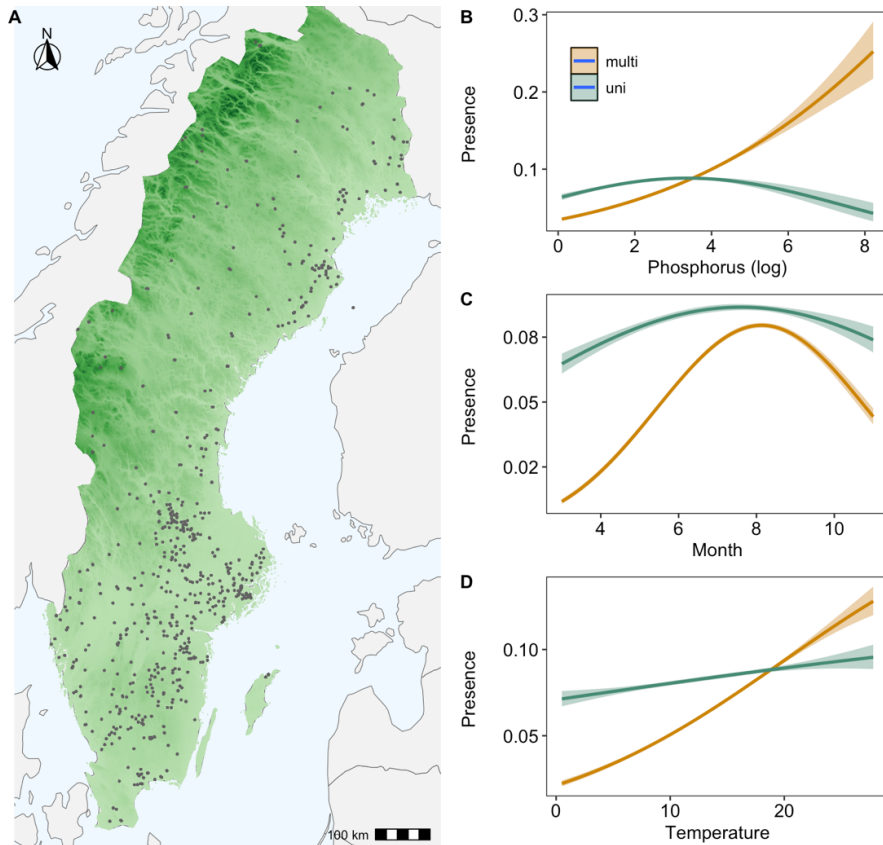 A
N
100 km
B
0.3
0.2
0.1
Presence
multi
uni
0 2 4 6 8
Phosphorus (log)
C
0.08
0.05
0.02
Presence
4 6 8 10
Month
D
0.10
0.05
Presence
0 10 20
Temperature